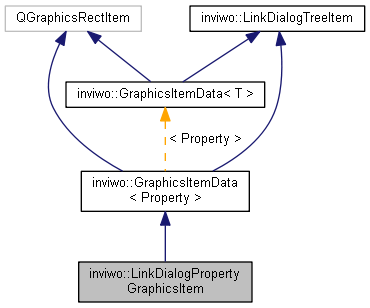 QGraphicsRectItem
inviwo::LinkDialogTreeItem
inviwo::GraphicsItemData< T >
< Property >
inviwo::GraphicsItemData
< Property >
inviwo::LinkDialogProperty
GraphicsItem